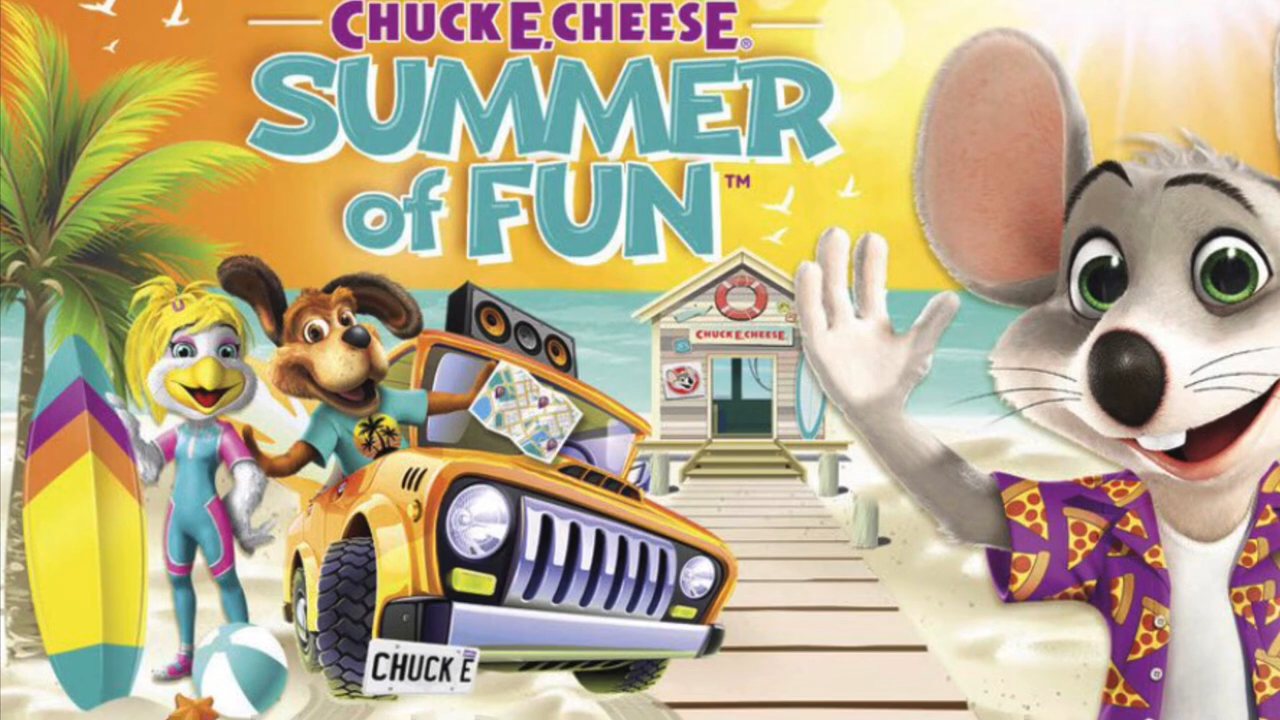 CHUCK E. CHEESE®
SUMMER
of FUN™
CHUCK E. CHEESE
CHUCK E